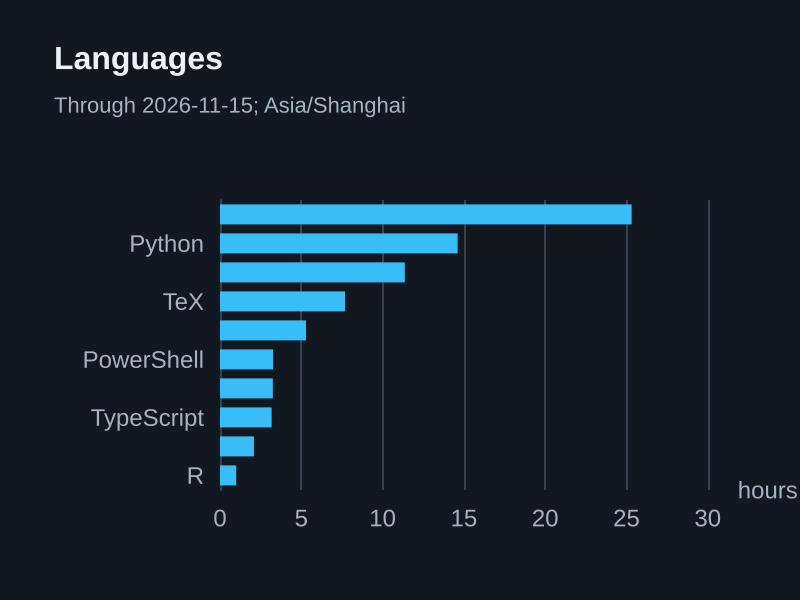 Languages
Through 2026-11-15; Asia/Shanghai
Python
TeX
PowerShell
TypeScript
R
hours
0 5 10 15 20 25 30